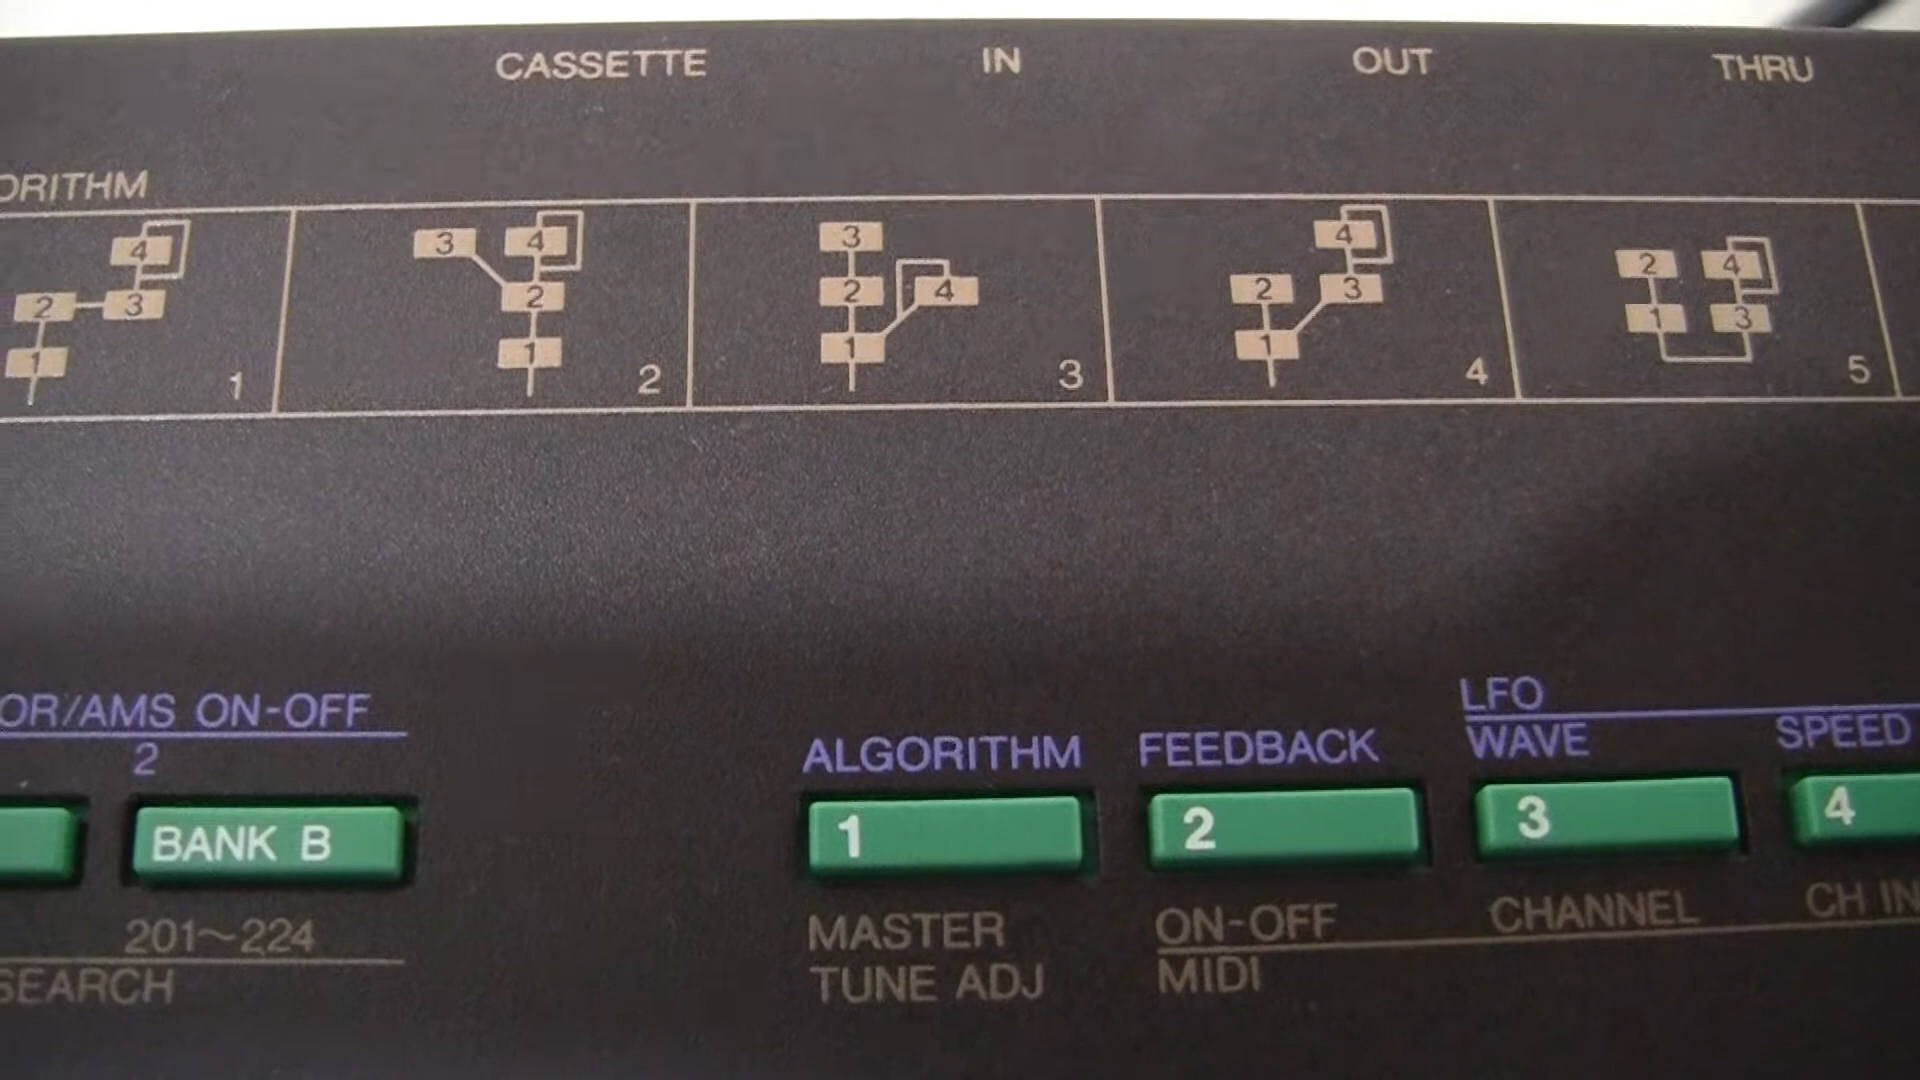 CASSETTE IN OUT THRU
ORITHM
4 3 4 3 4 2 4
2 3 2 2 4 2 3 1 3
1 1 1 1
1 2 3 4 5
LFO
OR/AMS ON-OFF ALGORITHM FEEDBACK WAVE SPEED
2
BANK B 1 2 3 4
201~224 MASTER ON-OFF CHANNEL CH IN
SEARCH TUNE ADJ MIDI